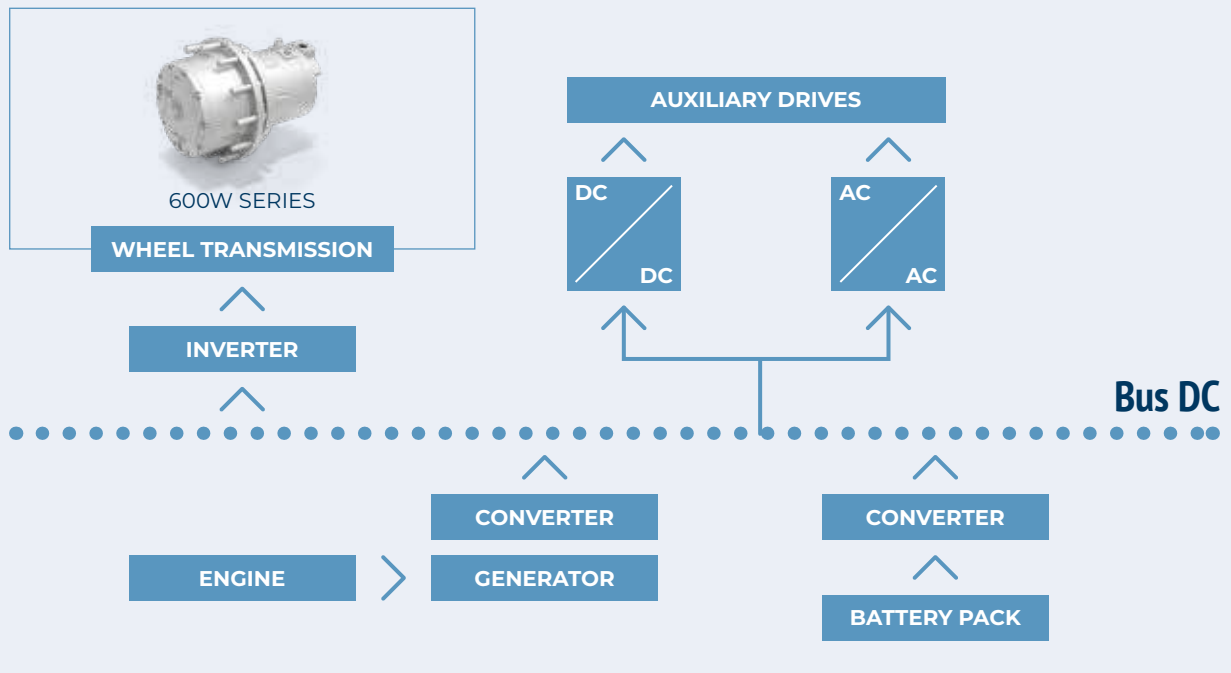 600W SERIES
WHEEL TRANSMISSION
INVERTER
AUXILIARY DRIVES
DC
DC
AC
AC
Bus DC
CONVERTER
ENGINE
GENERATOR
CONVERTER
BATTERY PACK